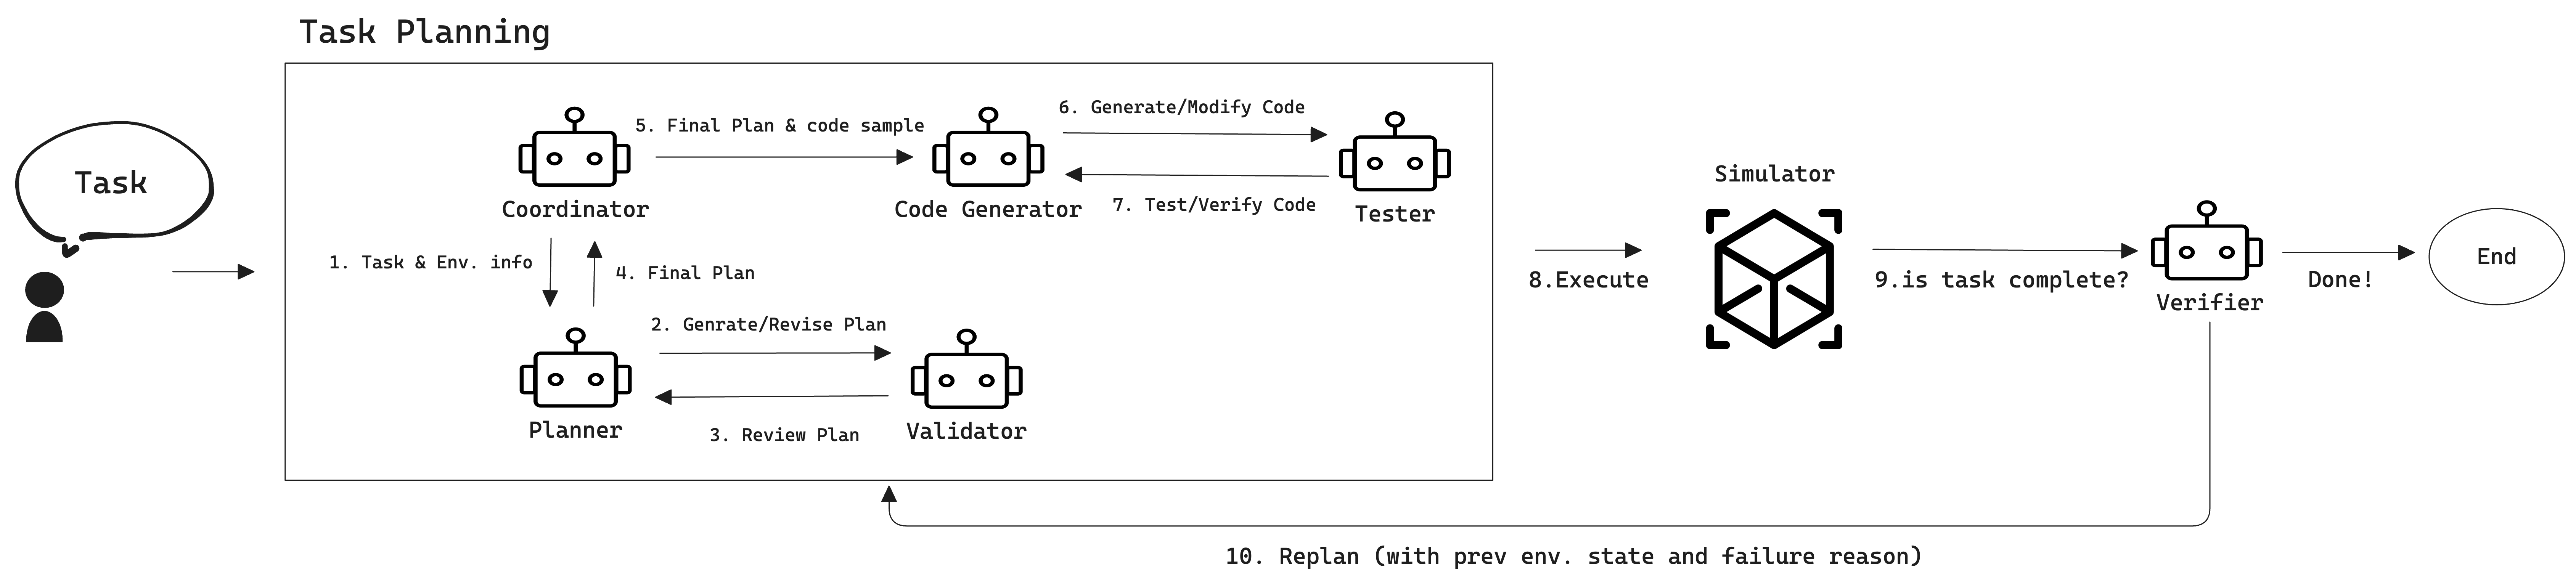 Task Planning
Task
5. Final Plan & code sample
6. Generate/Modify Code
7. Test/Verify Code
Coordinator
Code Generator
Tester
1. Task & Env. info
4. Final Plan
2. Genrate/Revise Plan
3. Review Plan
Planner
Validator
8.Execute
Simulator
9.is task complete?
Verifier
Done!
End
10. Replan (with prev env. state and failure reason)